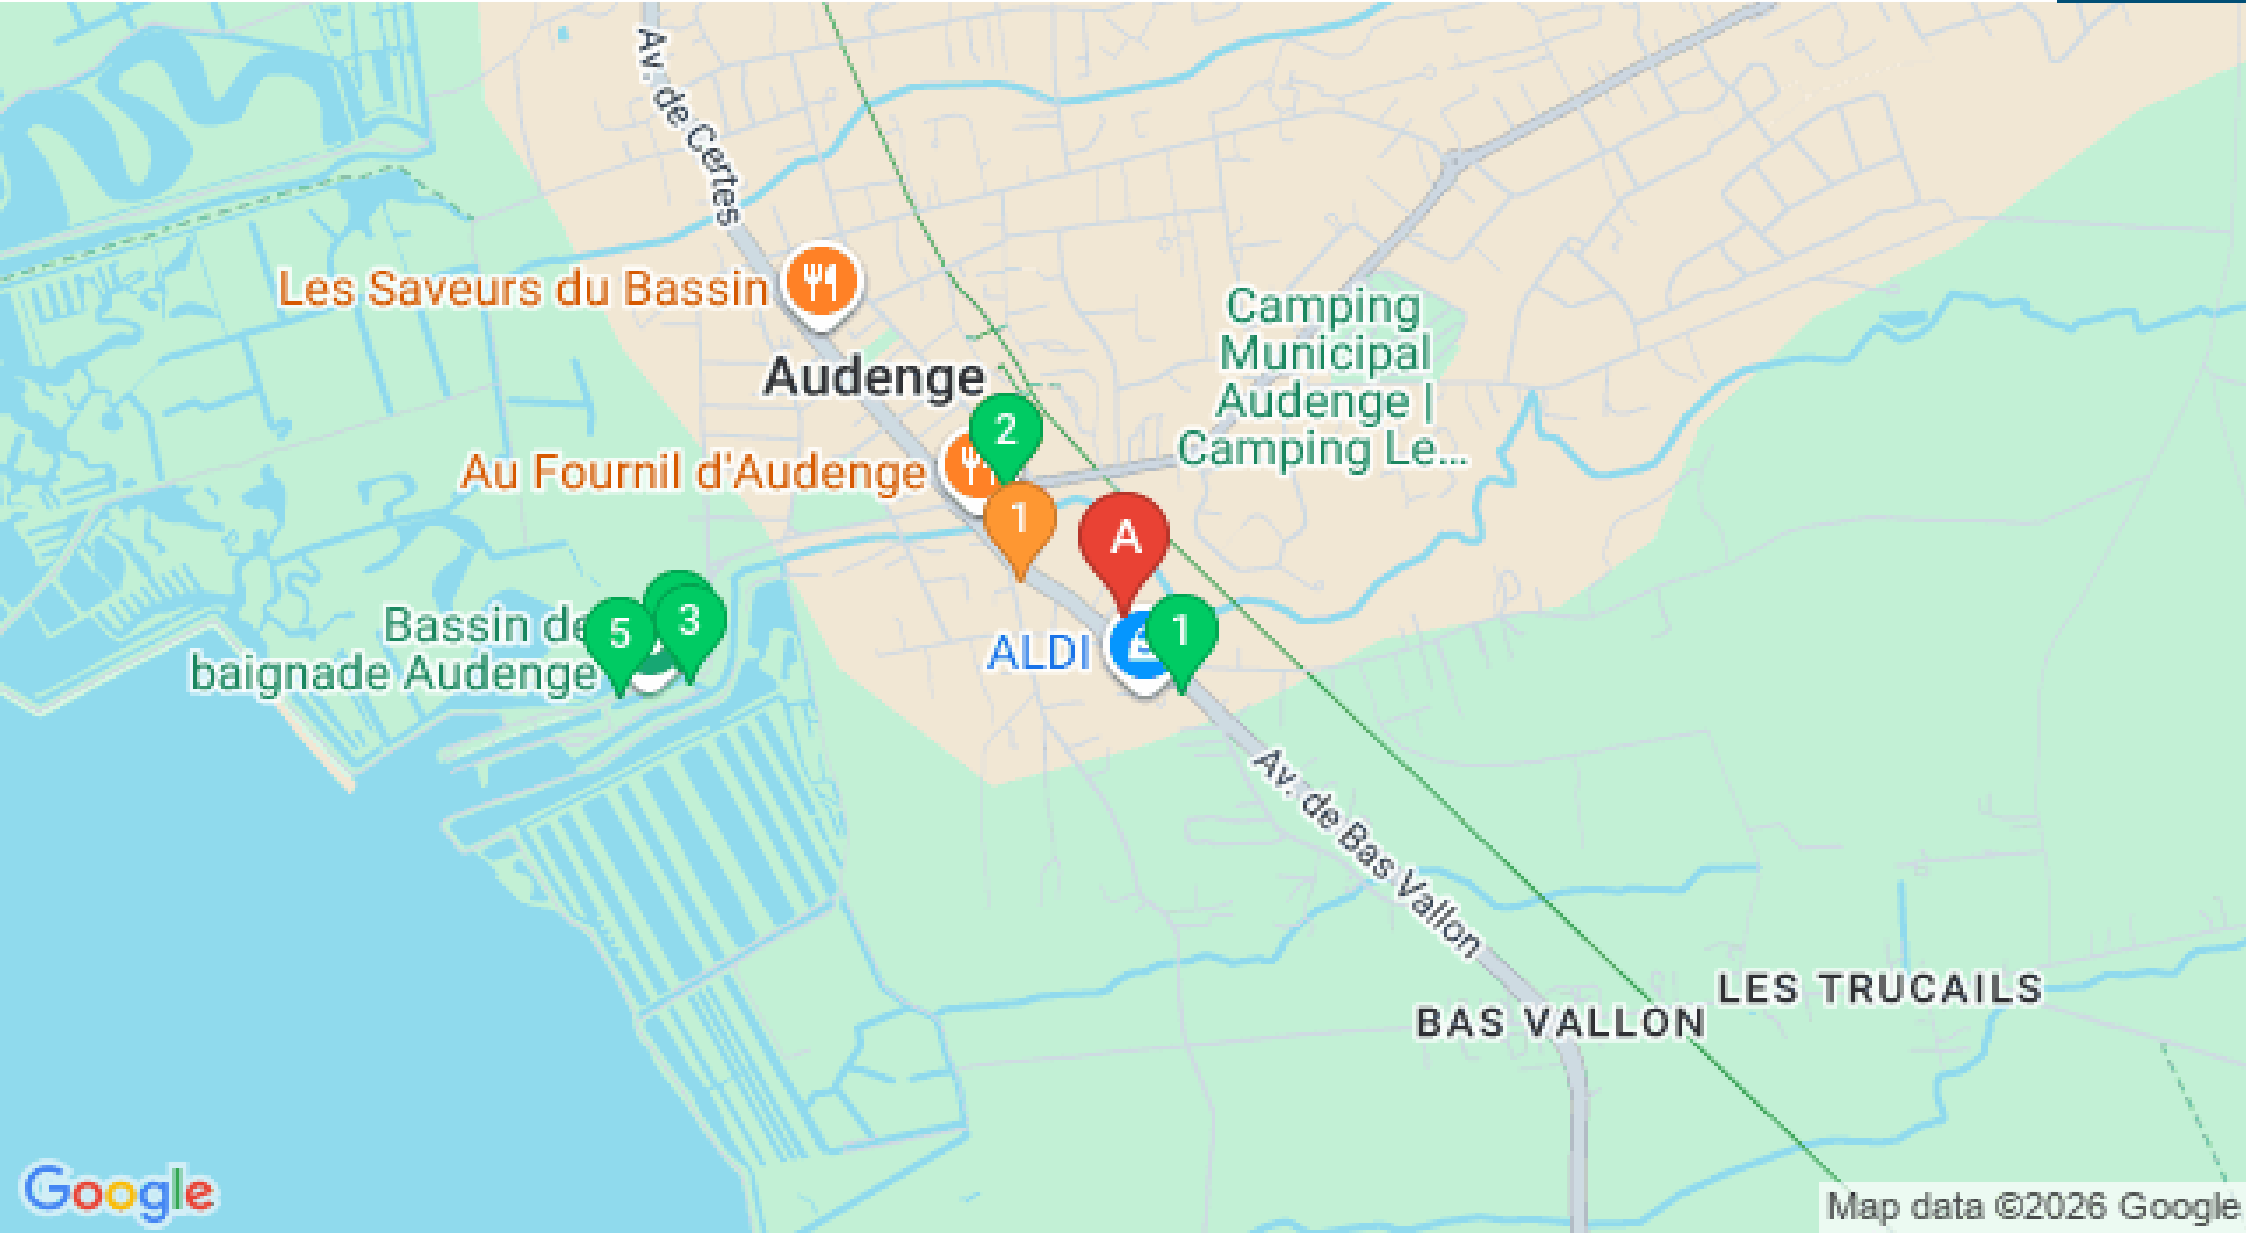 Av. de Certes
Les Saveurs du Bassin
Camping
Municipal
Audenge |
Camping Le...
Audenge
2
Au Fournil d'Audenge
1
A
Bassin de
baignade Audenge
5
3
ALDI
1
Av. de Bas Vallon
LES TRUCAILS
BAS VALLON
Google
Map data ©2026 Google